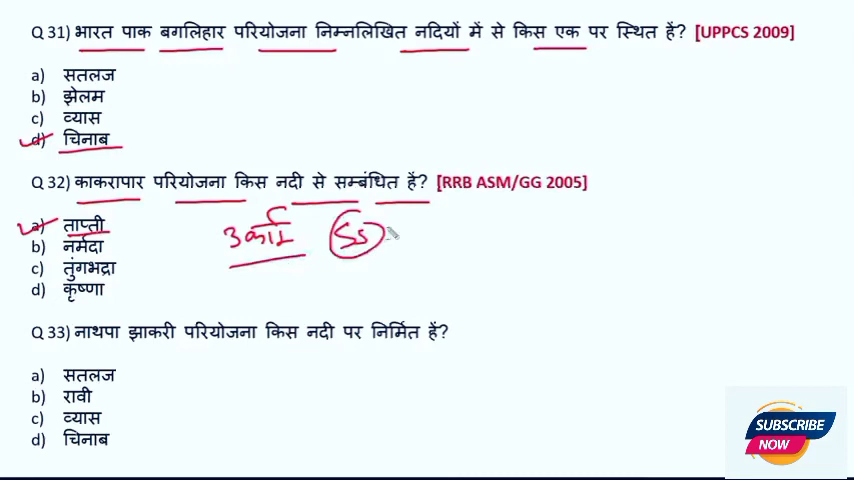 Q 31) भारत पाक बगलिहार परियोजना निम्नलिखित नदियों में से किस एक पर स्थित हैं? [UPPCS 2009]
a) सतलज
b) झेलम
c) व्यास
d) चिनाब
Q 32) काकरापार परियोजना किस नदी से सम्बंधित हैं? [RRB ASM/GG 2005]
a) ताप्ती
b) नर्मदा
c) तुंगभद्रा
d) कृष्णा
Q 33) नाथपा झाकरी परियोजना किस नदी पर निर्मित हैं?
a) सतलज
b) रावी
c) व्यास
d) चिनाब
SUBSCRIBE
NOW